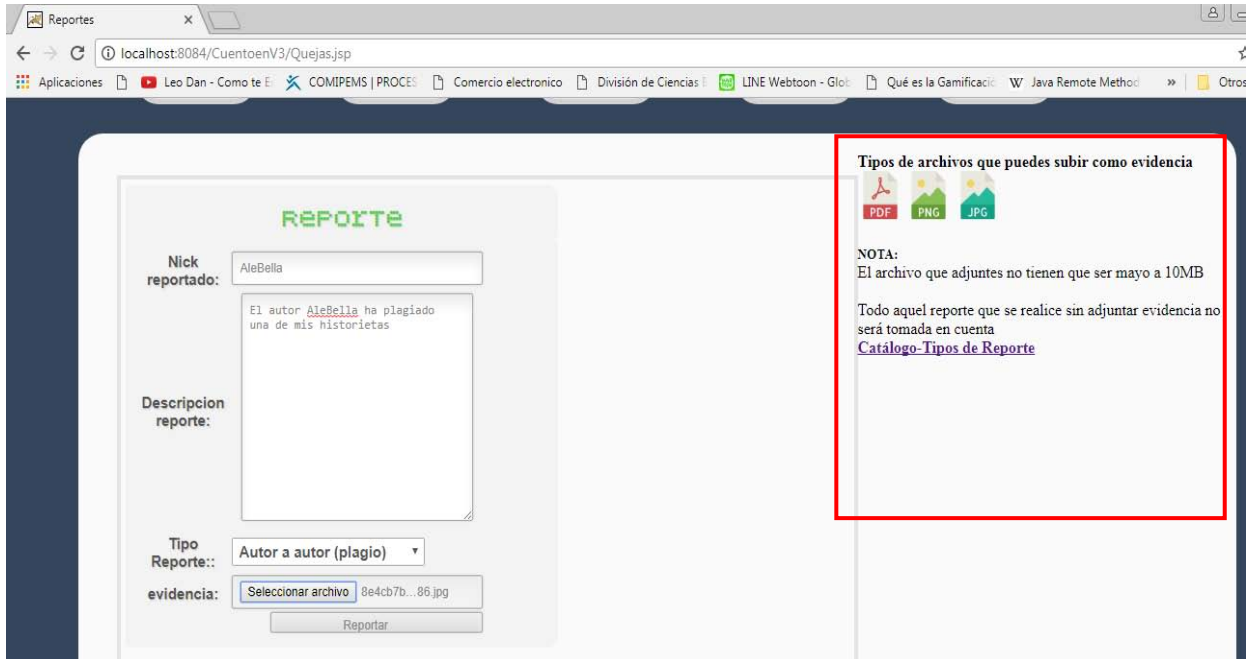 Reportes
localhost:8084/CuentoenV3/Quejas.jsp
Aplicaciones Leo Dan - Como te E COMIPEMS | PROCES Comercio electronico División de Ciencias LINE Webtoon - Glob Qué es la Gamificació Java Remote Method » Otros
Tipos de archivos que puedes subir como evidencia
PDF PNG JPG
NOTA:
El archivo que adjuntes no tienen que ser mayo a 10MB
Todo aquel reporte que se realice sin adjuntar evidencia no
será tomada en cuenta
Catálogo-Tipos de Reporte
Reporte
Nick
reportado:
AleBella
Descripcion
reporte:
El autor AleBella ha plagiado
una de mis historietas
Tipo
Reporte::
Autor a autor (plagio)
evidencia:
Seleccionar archivo 8e4cb7b...86.jpg
Reportar